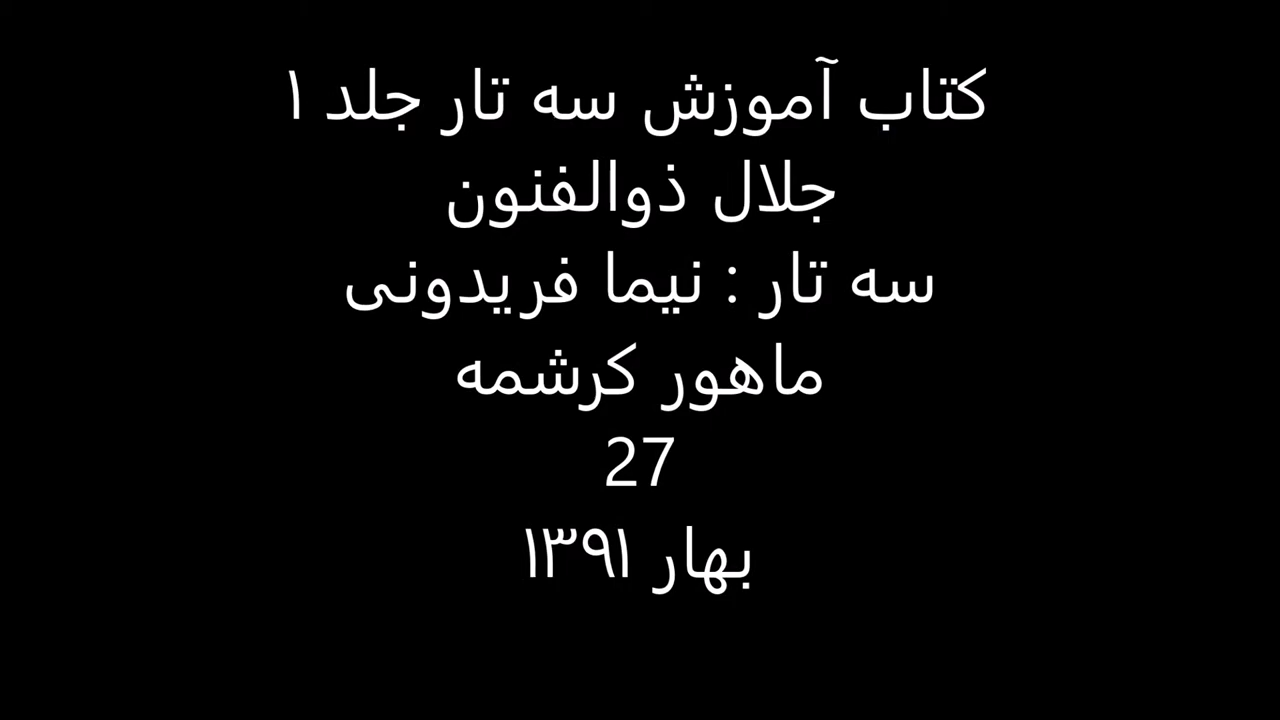 کتاب آموزش سه تار جلد ۱
جلال ذوالفنون
سه تار : نیما فریدونی
ماهور کرشمه
27
بهار ۱۳۹۱